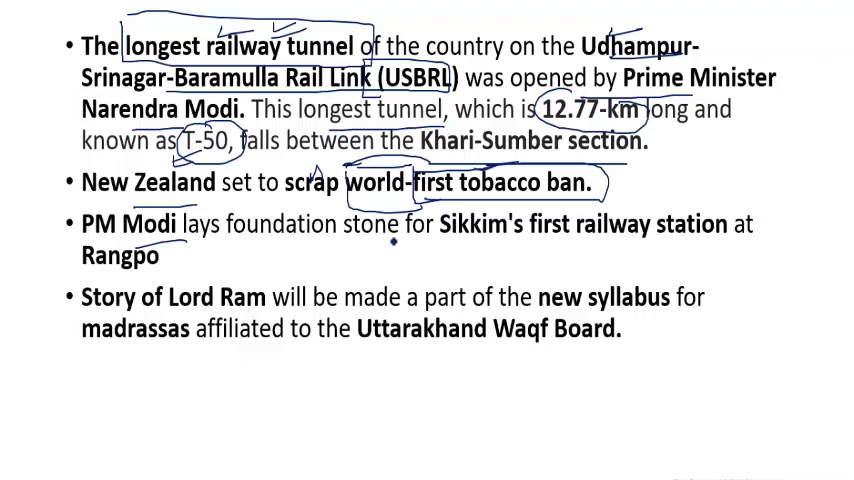 • The longest railway tunnel of the country on the Udhampur-
Srinagar-Baramulla Rail Link (USBRL) was opened by Prime Minister
Narendra Modi. This longest tunnel, which is 12.77-km long and
known as T-50, falls between the Khari-Sumber section.
• New Zealand set to scrap world-first tobacco ban.
• PM Modi lays foundation stone for Sikkim's first railway station at
Rangpo
• Story of Lord Ram will be made a part of the new syllabus for
madrassas affiliated to the Uttarakhand Waqf Board.